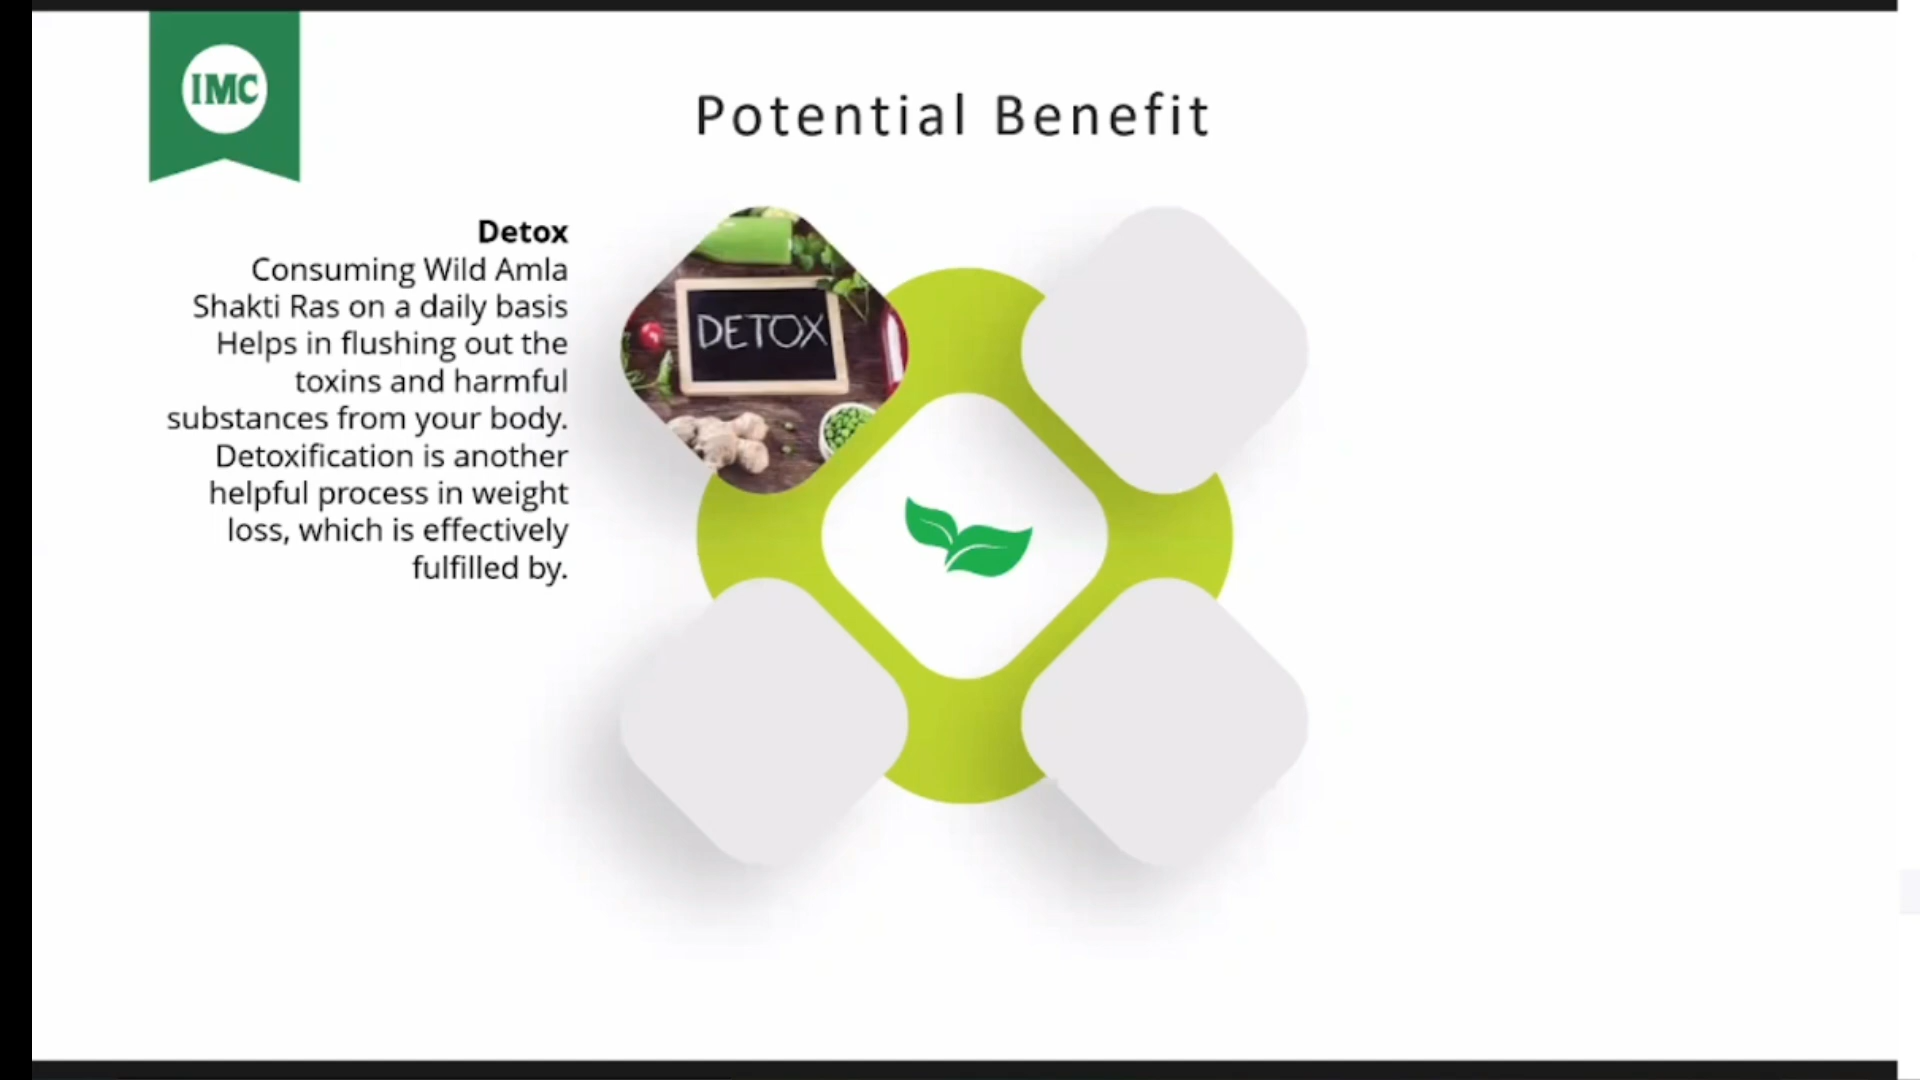 IMC
Potential Benefit
Detox
Consuming Wild Amla
Shakti Ras on a daily basis
Helps in flushing out the
toxins and harmful
substances from your body.
Detoxification is another
helpful process in weight
loss, which is effectively
fulfilled by.
DETOX